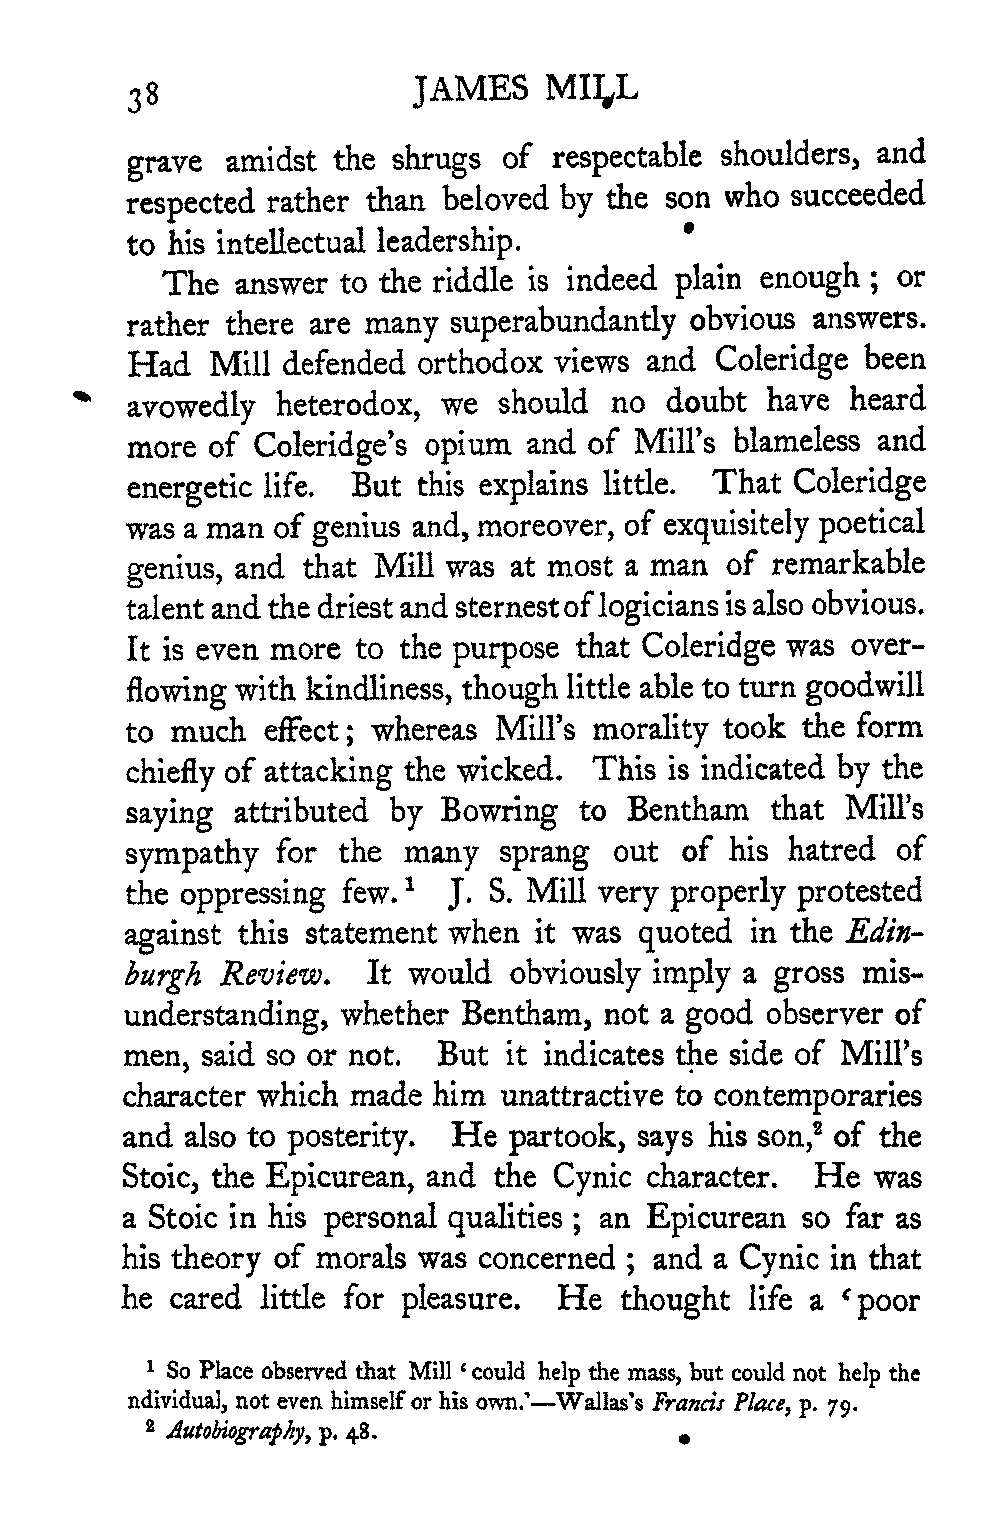 38 JAMES MILL
grave amidst the shrugs of respectable shoulders, and
respected rather than beloved by the son who succeeded
to his intellectual leadership.
The answer to the riddle is indeed plain enough ; or
rather there are many superabundantly obvious answers.
Had Mill defended orthodox views and Coleridge been
avowedly heterodox, we should no doubt have heard
more of Coleridge's opium and of Mill's blameless and
energetic life. But this explains little. That Coleridge
was a man of genius and, moreover, of exquisitely poetical
genius, and that Mill was at most a man of remarkable
talent and the driest and sternest of logicians is also obvious.
It is even more to the purpose that Coleridge was over-
flowing with kindliness, though little able to turn goodwill
to much effect ; whereas Mill's morality took the form
chiefly of attacking the wicked. This is indicated by the
saying attributed by Bowring to Bentham that Mill's
sympathy for the many sprang out of his hatred of
the oppressing few.¹ J. S. Mill very properly protested
against this statement when it was quoted in the Edin-
burgh Review. It would obviously imply a gross mis-
understanding, whether Bentham, not a good observer of
men, said so or not. But it indicates the side of Mill's
character which made him unattractive to contemporaries
and also to posterity. He partook, says his son,² of the
Stoic, the Epicurean, and the Cynic character. He was
a Stoic in his personal qualities ; an Epicurean so far as
his theory of morals was concerned ; and a Cynic in that
he cared little for pleasure. He thought life a ‘poor
¹ So Place observed that Mill ‘could help the mass, but could not help the
ndividual, not even himself or his own.’—Wallas's Francis Place, p. 79.
² Autobiography, p. 48.